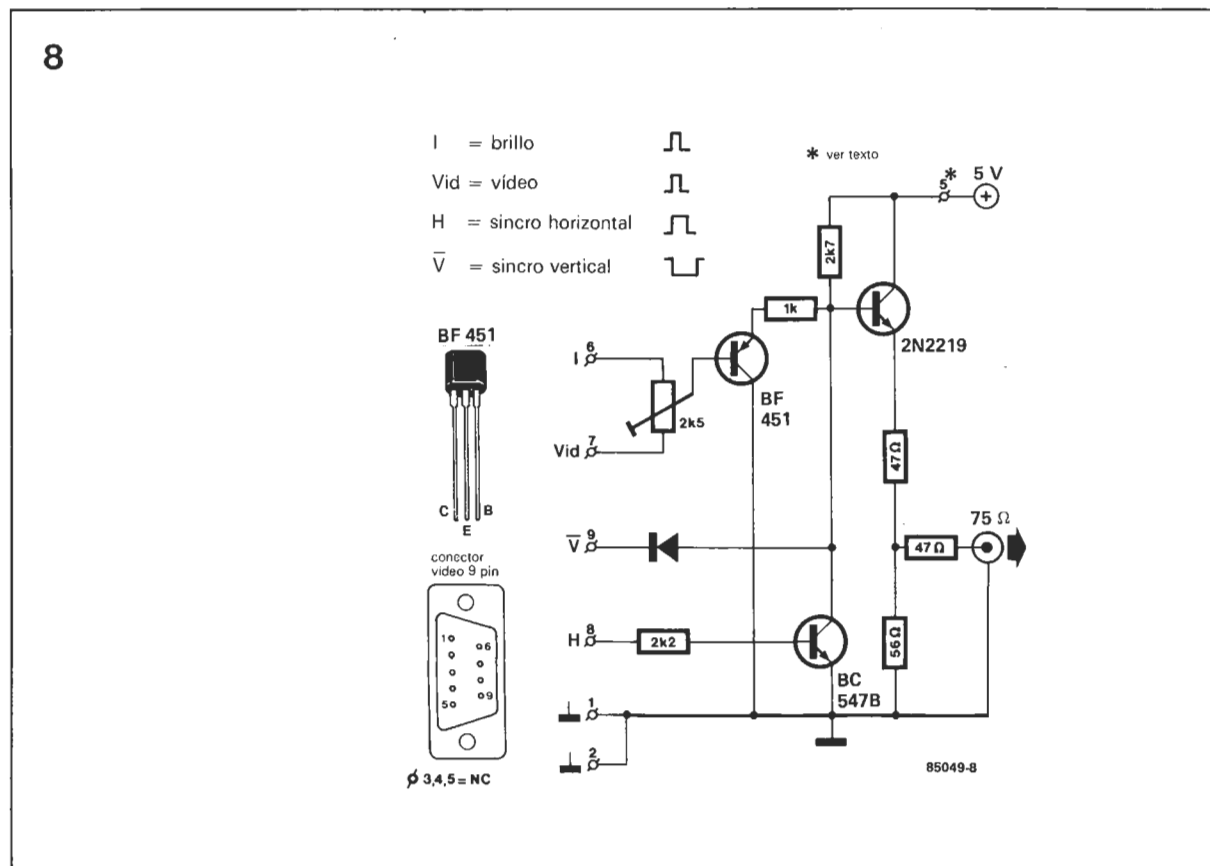 8
I = brillo
Vid = vídeo
H = sincro horizontal
V̅ = sincro vertical
* ver texto
5 * 5 V
+
2k7
1k
2N2219
BF 451
I 6
2k5
BF
451
Vid 7
47Ω
C E B
75 Ω
V̅ 9
47Ω
conector
video 9 pin
H 8
2k2
56Ω
1 6
5 9
BC
547B
1
2
85049-8
ø 3,4,5 = NC